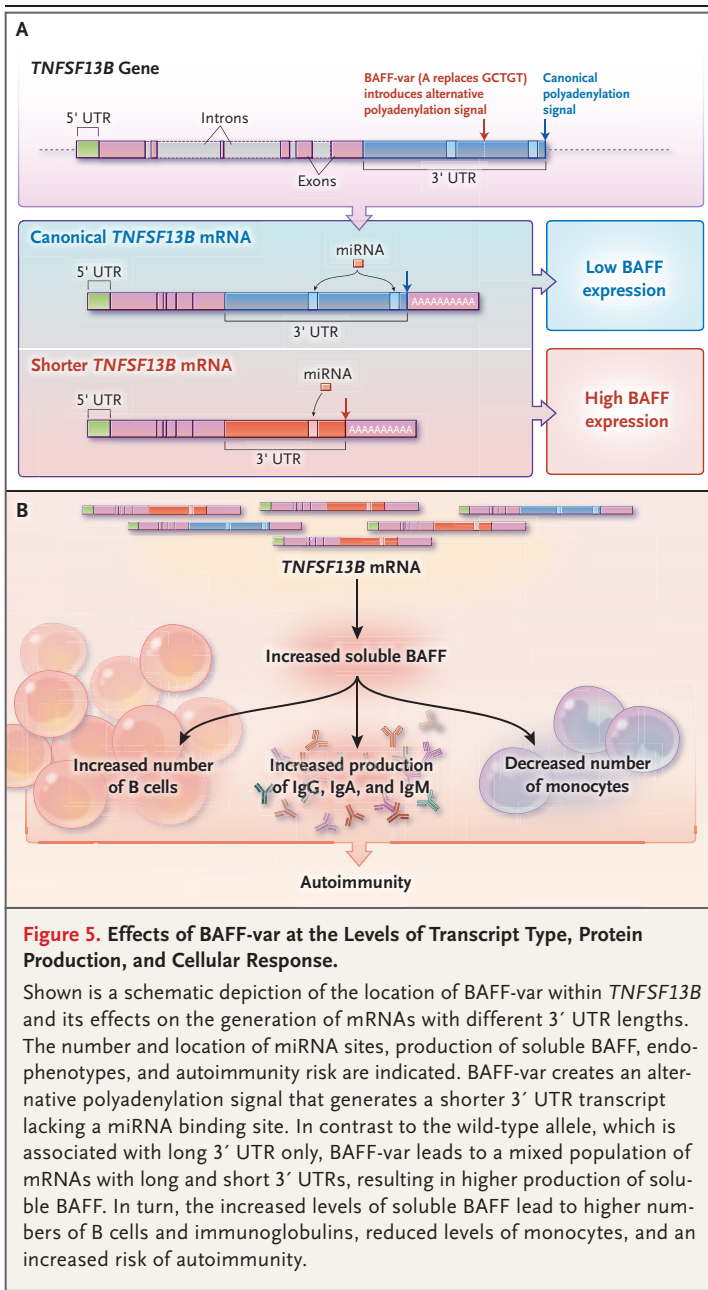 A
TNFSF13B Gene
BAFF-var (A replaces GCTGT)
introduces alternative
polyadenylation signal
Canonical
polyadenylation
signal
5′ UTR
Introns
Exons
3′ UTR
Canonical TNFSF13B mRNA
miRNA
5′ UTR
AAAAAAAAAA
3′ UTR
Low BAFF
expression
Shorter TNFSF13B mRNA
miRNA
5′ UTR
AAAAAAAAAA
3′ UTR
High BAFF
expression
B
TNFSF13B mRNA
Increased soluble BAFF
Increased number
of B cells
Increased production
of IgG, IgA, and IgM
Decreased number
of monocytes
Autoimmunity
Figure 5. Effects of BAFF-var at the Levels of Transcript Type, Protein
Production, and Cellular Response.
Shown is a schematic depiction of the location of BAFF-var within TNFSF13B
and its effects on the generation of mRNAs with different 3′ UTR lengths.
The number and location of miRNA sites, production of soluble BAFF, endo-
phenotypes, and autoimmunity risk are indicated. BAFF-var creates an alter-
native polyadenylation signal that generates a shorter 3′ UTR transcript
lacking a miRNA binding site. In contrast to the wild-type allele, which is
associated with long 3′ UTR only, BAFF-var leads to a mixed population of
mRNAs with long and short 3′ UTRs, resulting in higher production of solu-
ble BAFF. In turn, the increased levels of soluble BAFF lead to higher num-
bers of B cells and immunoglobulins, reduced levels of monocytes, and an
increased risk of autoimmunity.